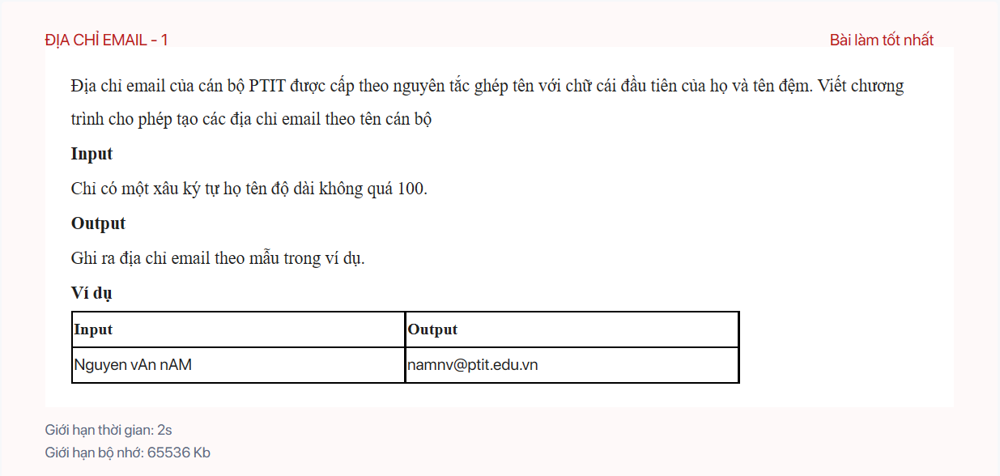 ĐỊA CHỈ EMAIL - 1
Bài làm tốt nhất
Địa chỉ email của cán bộ PTIT được cấp theo nguyên tắc ghép tên với chữ cái đầu tiên của họ và tên đệm. Viết chương
trình cho phép tạo các địa chỉ email theo tên cán bộ
Input
Chỉ có một xâu ký tự họ tên độ dài không quá 100.
Output
Ghi ra địa chỉ email theo mẫu trong ví dụ.
Ví dụ
Input Output
Nguyen vAn nAM namnv@ptit.edu.vn
Giới hạn thời gian: 2s
Giới hạn bộ nhớ: 65536 Kb